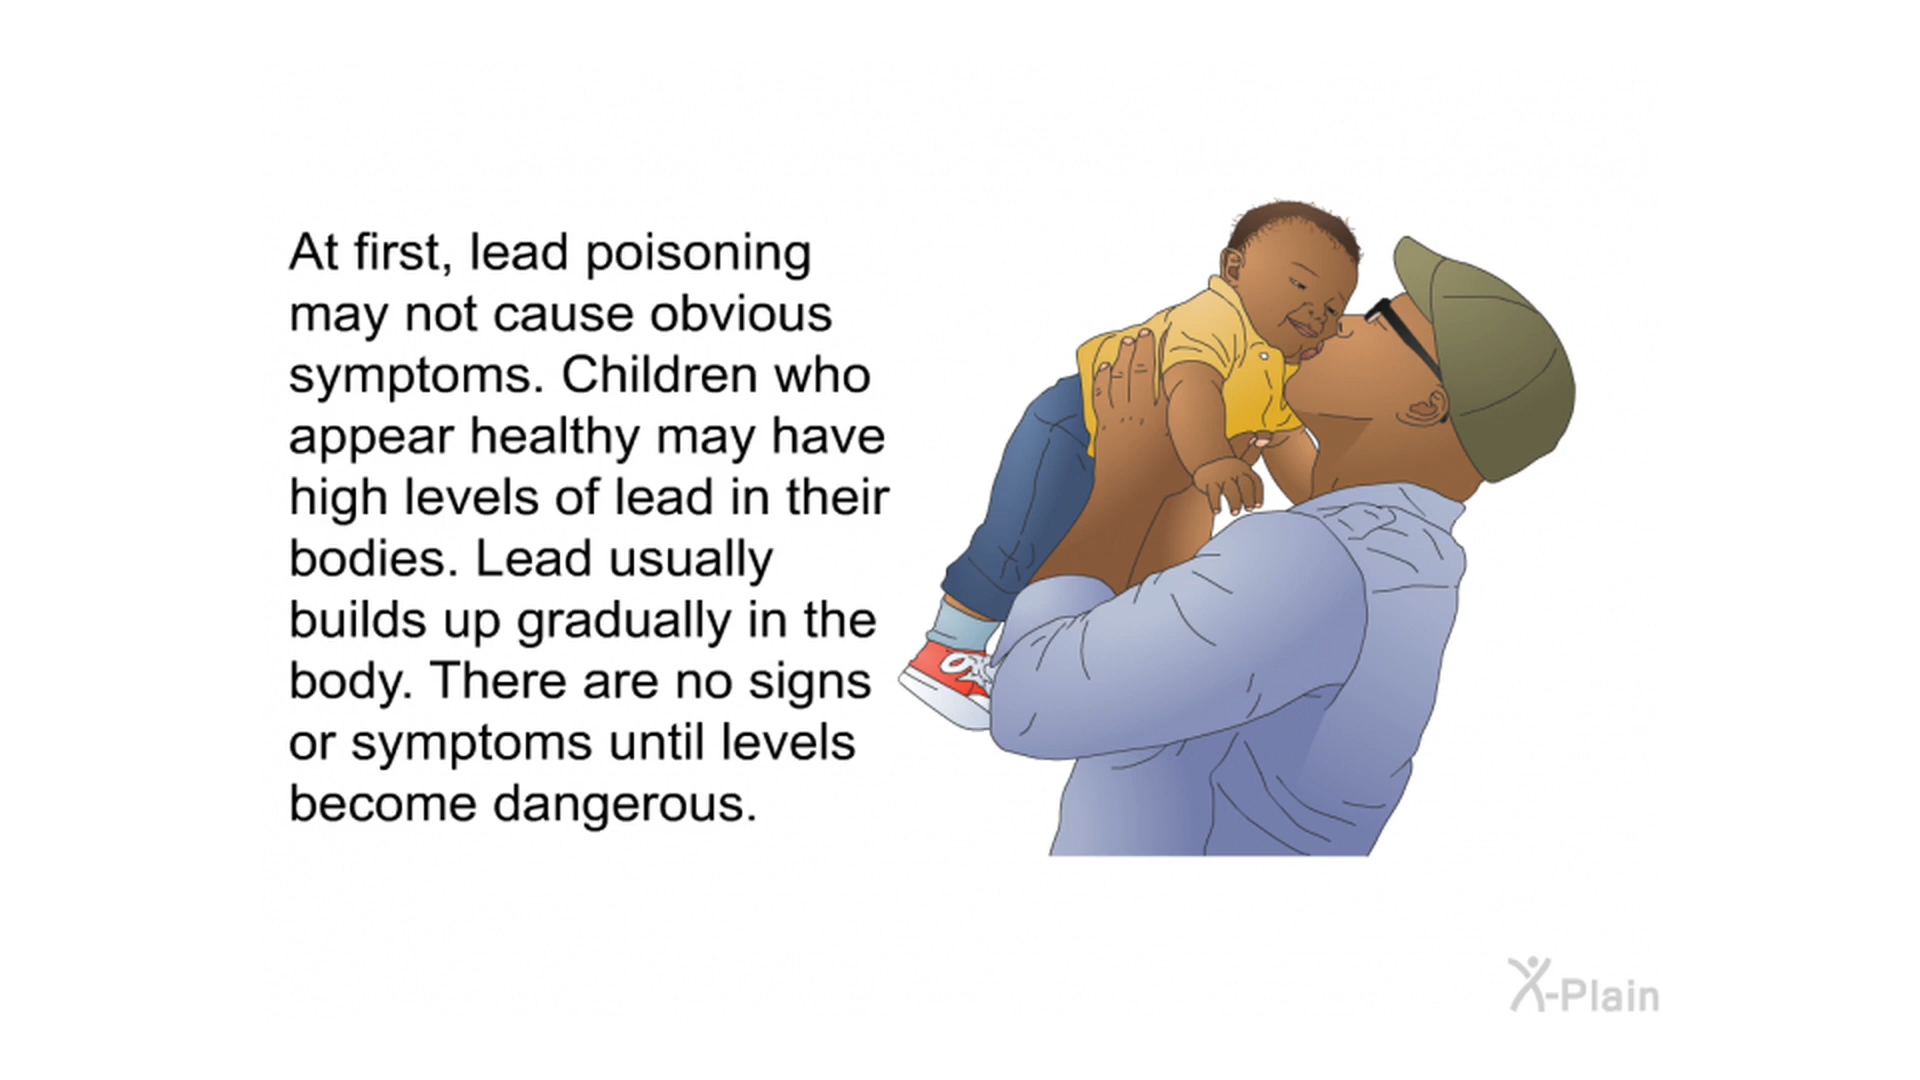 At first, lead poisoning
may not cause obvious
symptoms. Children who
appear healthy may have
high levels of lead in their
bodies. Lead usually
builds up gradually in the
body. There are no signs
or symptoms until levels
become dangerous.
X-Plain